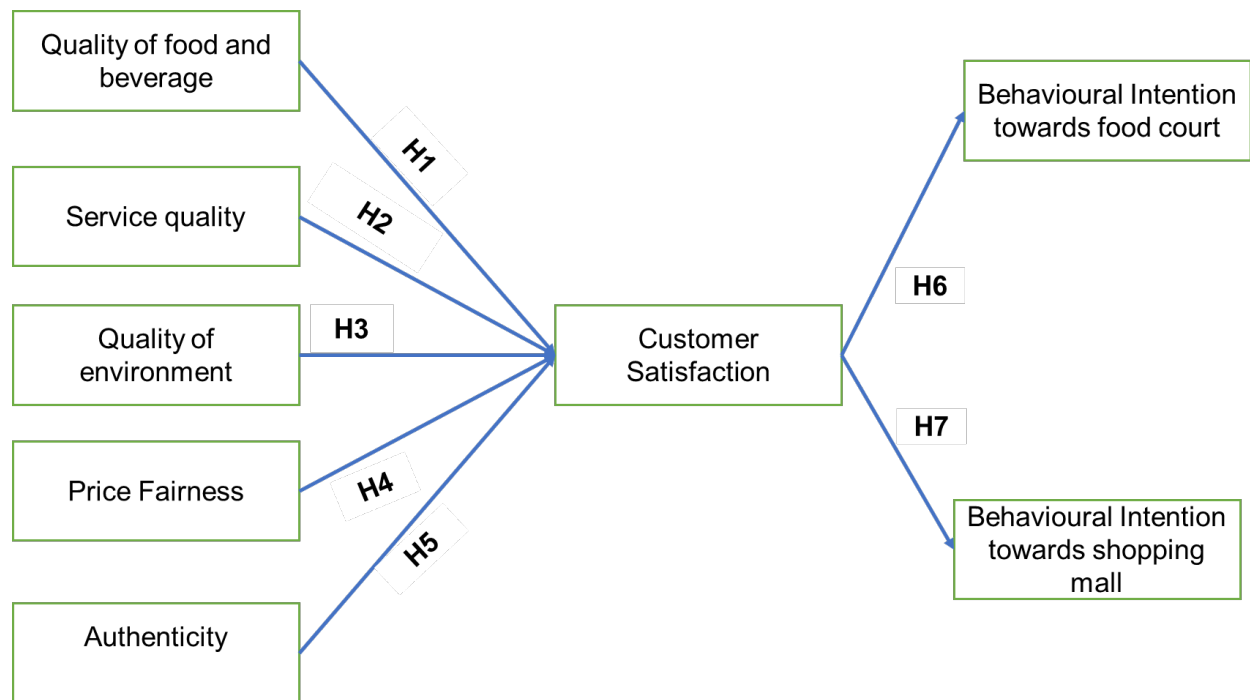 Quality of food and
beverage
H1
Service quality
H2
Quality of
environment
H3
Price Fairness
H4
Authenticity
H5
Customer
Satisfaction
H6
H7
Behavioural Intention
towards food court
Behavioural Intention
towards shopping
mall